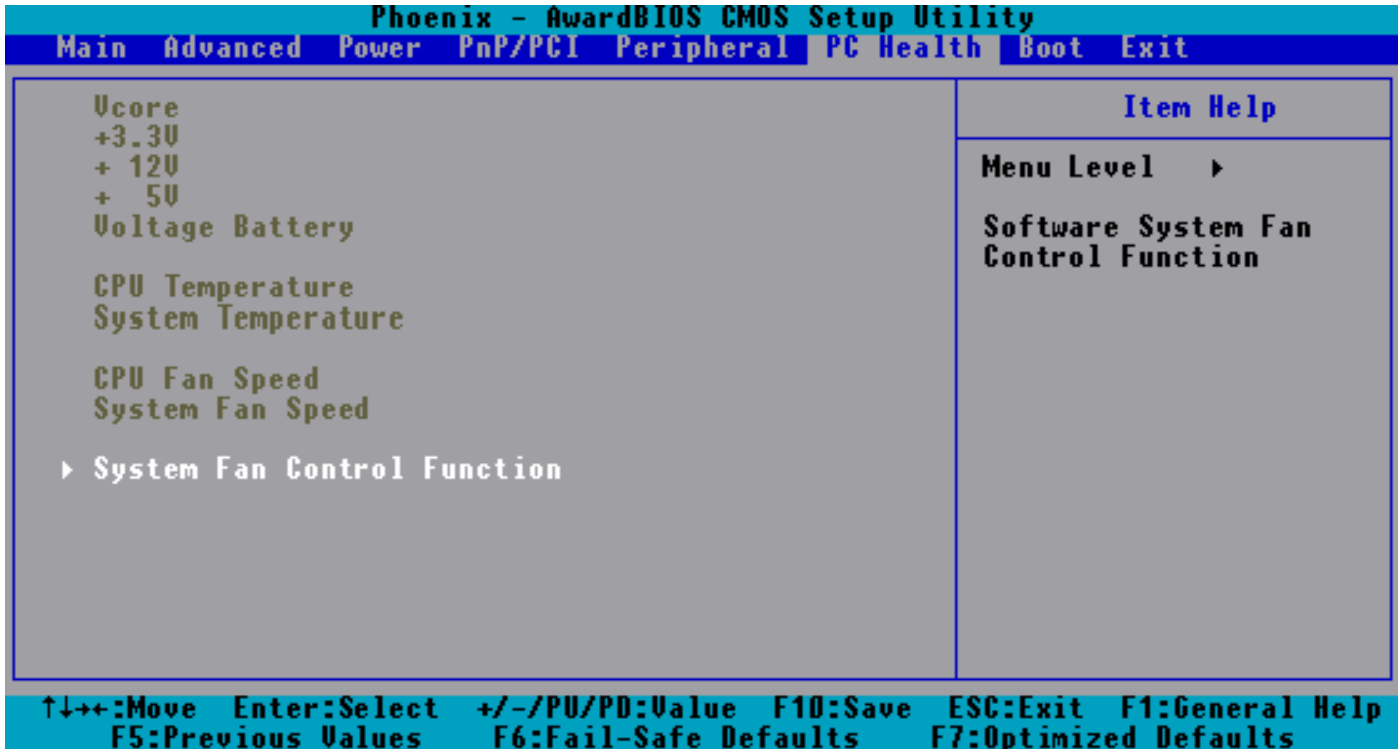 Phoenix - AwardBIOS CMOS Setup Utility
Main Advanced Power PnP/PCI Peripheral PC Health Boot Exit
Vcore
+3.3V
+ 12V
+ 5V
Voltage Battery
CPU Temperature
System Temperature
CPU Fan Speed
System Fan Speed
▸ System Fan Control Function
Item Help
Menu Level ▸
Software System Fan
Control Function
↑↓→←:Move Enter:Select +/-/PU/PD:Value F10:Save ESC:Exit F1:General Help
F5:Previous Values F6:Fail-Safe Defaults F7:Optimized Defaults